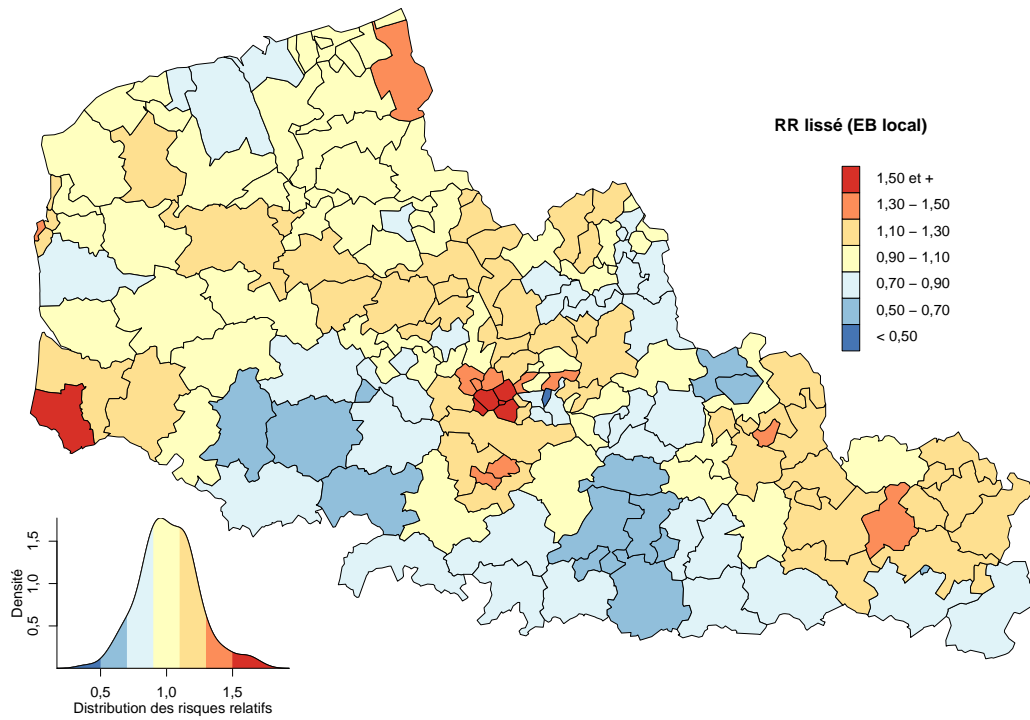 RR lissé (EB local)
1,50 et +
1,30 − 1,50
1,10 − 1,30
0,90 − 1,10
0,70 − 0,90
0,50 − 0,70
< 0,50
Densité
1,5
1,0
0,5
0,5 1,0 1,5
Distribution des risques relatifs